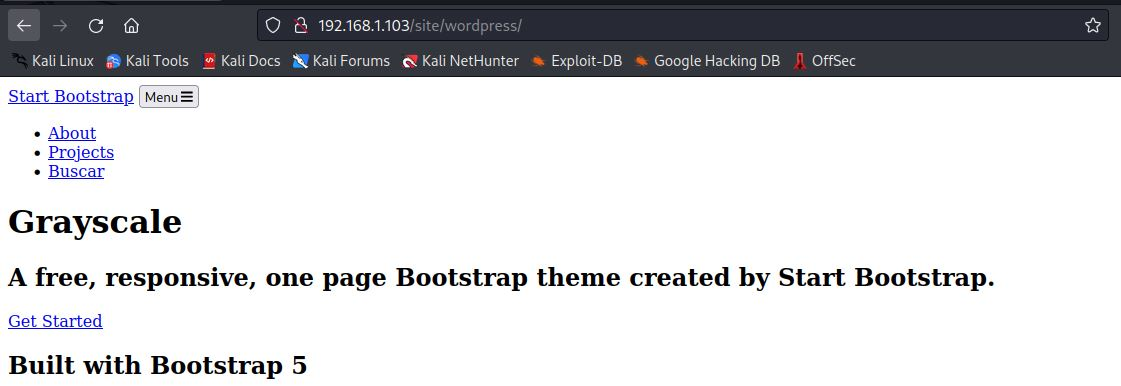 192.168.1.103/site/wordpress/
Kali Linux Kali Tools Kali Docs Kali Forums Kali NetHunter Exploit-DB Google Hacking DB OffSec
Start Bootstrap Menu
About
Projects
Buscar
Grayscale
A free, responsive, one page Bootstrap theme created by Start Bootstrap.
Get Started
Built with Bootstrap 5